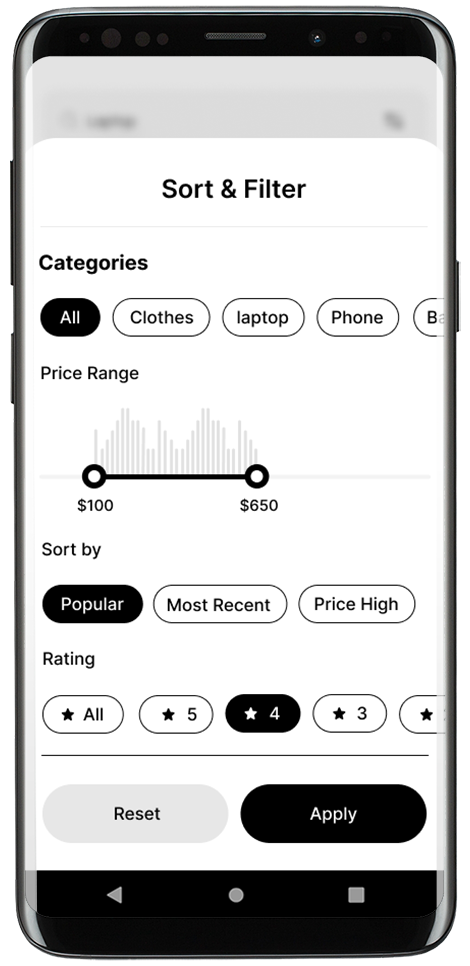 Sort & Filter
Categories
All Clothes laptop Phone
Price Range
$100 $650
Sort by
Popular Most Recent Price High
Rating
All 5 4 3
Reset Apply